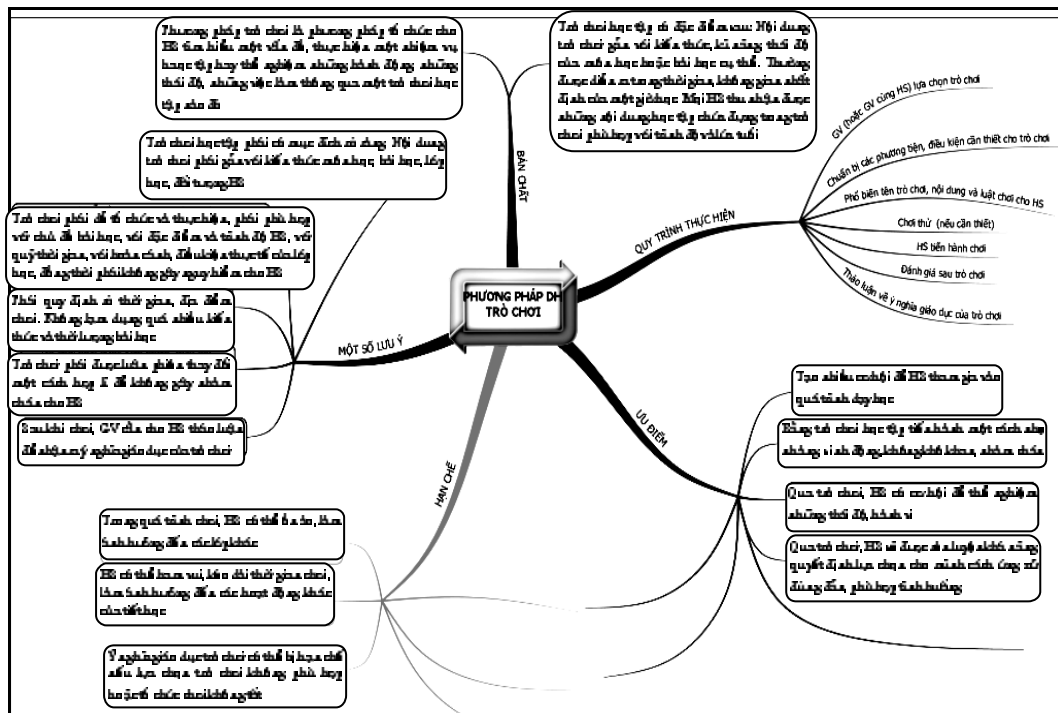 Phương pháp trò chơi là phương pháp tổ chức cho
HS tìm hiểu một vấn đề, thực hiện một nhiệm vụ
học tập hay thể nghiệm những hành động, những
thái độ, những việc làm thông qua một trò chơi học
tập nào đó
Trò chơi học tập có đặc điểm sau: Nội dung
trò chơi gắn với kiến thức, kĩ năng thái độ
của môn học hoặc bài học cụ thể. Thường
được diễn ra trong thời gian, không gian nhất
định của một giờ học. Mọi HS thu nhận được
những nội dung học tập chứa đựng trong trò
chơi phù hợp với trình độ và lứa tuổi
BẢN CHẤT
Trò chơi học tập phải có mục đích rõ ràng. Nội dung
trò chơi phải gắn với kiến thức môn học, bài học, lớp
học, đối tượng HS
Trò chơi phải dễ tổ chức và thực hiện, phải phù hợp
với chủ đề bài học, với đặc điểm và trình độ HS, với
quỹ thời gian, với hoàn cảnh, điều kiện thực tế của lớp
học, đồng thời phải không gây nguy hiểm cho HS
Phải quy định rõ thời gian, địa điểm
chơi. Không lạm dụng quá nhiều kiến
thức và thời lượng bài học
Trò chơi phải được luân phiên thay đổi
một cách hợp lí để không gây nhàm
chán cho HS
Sau khi chơi, GV cần cho HS thảo luận
để nhận ra ý nghĩa giáo dục của trò chơi
MỘT SỐ LƯU Ý
PHƯƠNG PHÁP DH
TRÒ CHƠI
QUY TRÌNH THỰC HIỆN
GV (hoặc GV cùng HS) lựa chọn trò chơi
Chuẩn bị các phương tiện, điều kiện cần thiết cho trò chơi
Phổ biến tên trò chơi, nội dung và luật chơi cho HS
Chơi thử (nếu cần thiết)
HS tiến hành chơi
Đánh giá sau trò chơi
Thảo luận về ý nghĩa giáo dục của trò chơi
ƯU ĐIỂM
Tạo nhiều cơ hội để HS tham gia vào
quá trình dạy học
Bằng trò chơi học tập tiến hành một cách nhẹ
nhàng sinh động, không khô khan, nhàm chán
Qua trò chơi, HS có cơ hội để thể nghiệm
những thái độ, hành vi
Qua trò chơi, HS sẽ được rèn luyện khả năng
quyết định lựa chọn cho mình cách ứng xử
đúng đắn, phù hợp tình huống
HẠN CHẾ
Trong quá trình chơi, HS có thể ồn ào, làm
ảnh hưởng đến các lớp khác
HS có thể ham vui, kéo dài thời gian chơi,
làm ảnh hưởng đến các hoạt động khác
của tiết học
Ý nghĩa giáo dục trò chơi có thể bị hạn chế
nếu lựa chọn trò chơi không phù hợp
hoặc tổ chức chơi không tốt